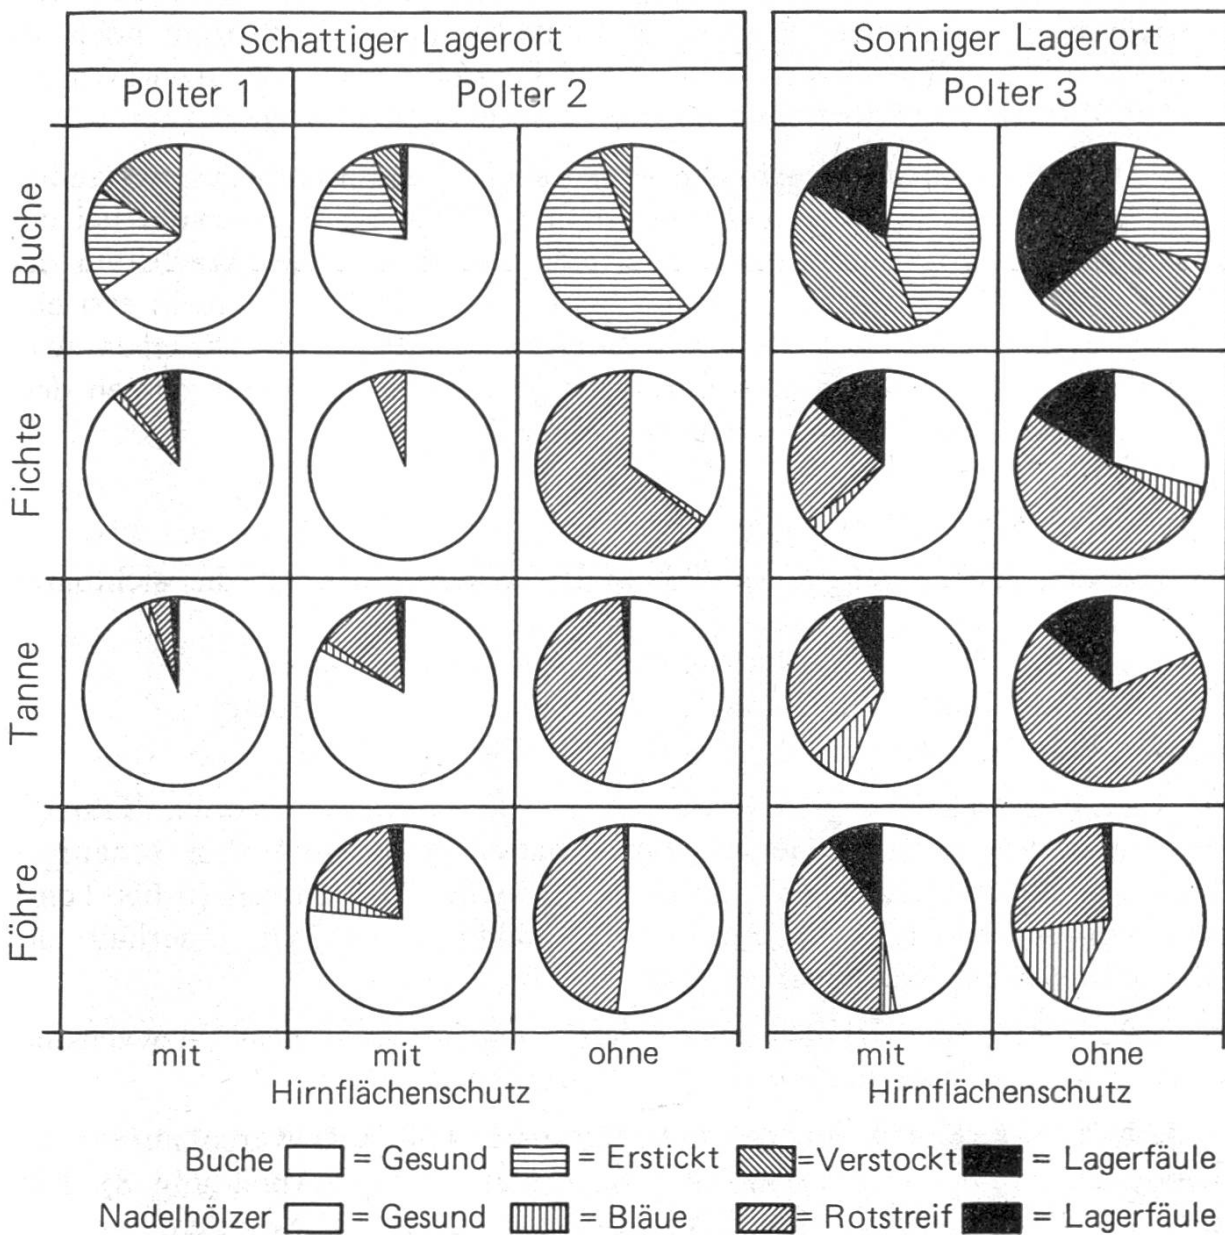 Schattiger Lagerort Sonniger Lagerort
Polter 1 Polter 2 Polter 3
Buche
Fichte
Tanne
Föhre
mit mit ohne mit ohne
Hirnflächenschutz Hirnflächenschutz
Buche = Gesund = Erstickt =Verstockt = Lagerfäule
Nadelhölzer = Gesund = Bläue = Rotstreif = Lagerfäule